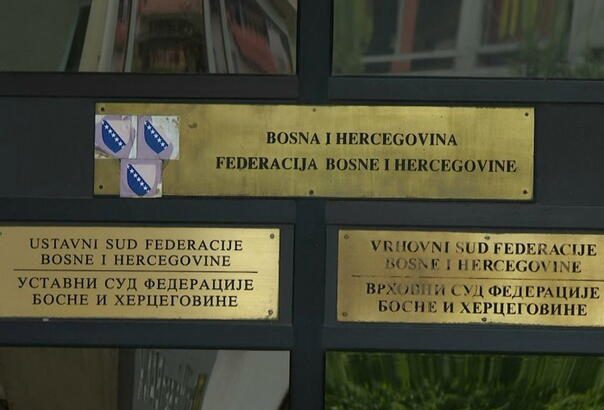 BOSNA I HERCEGOVINA
FEDERACIJA BOSNE I HERCEGOVINE
USTAVNI SUD FEDERACIJE
BOSNE I HERCEGOVINE
УСТАВНИ СУД ФЕДЕРАЦИЈЕ
БОСНЕ И ХЕРЦЕГОВИНЕ
VRHOVNI SUD FEDERACIJE
BOSNE I HERCEGOVINE
ВРХОВНИ СУД ФЕДЕРАЦИЈЕ
БОСНЕ И ХЕРЦЕГОВИНЕ